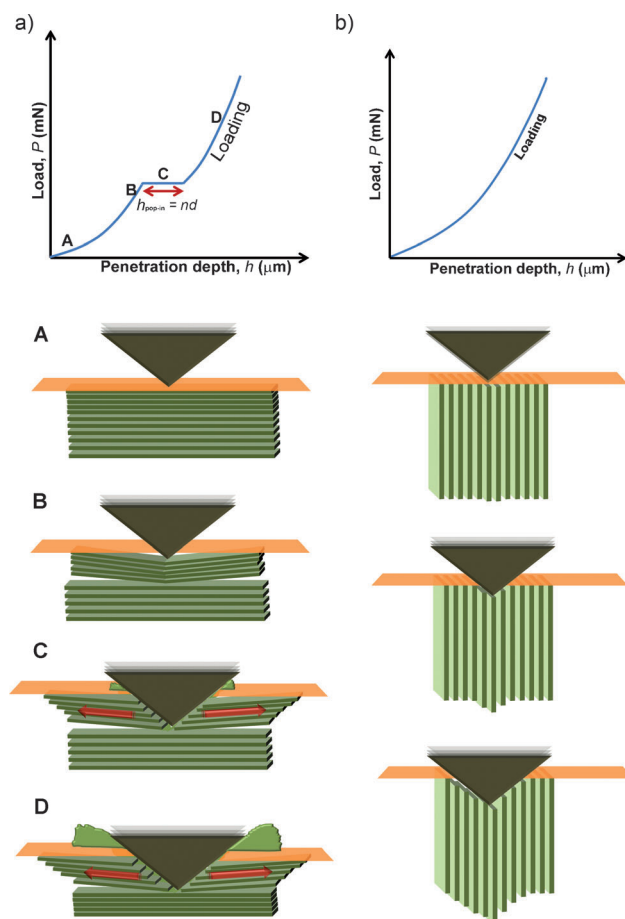 a)
Load, P (mN)
A
B
C
D
Loading
hpop-in = nd
Penetration depth, h (μm)
b)
Load, P (mN)
Loading
Penetration depth, h (μm)
A
B
C
D